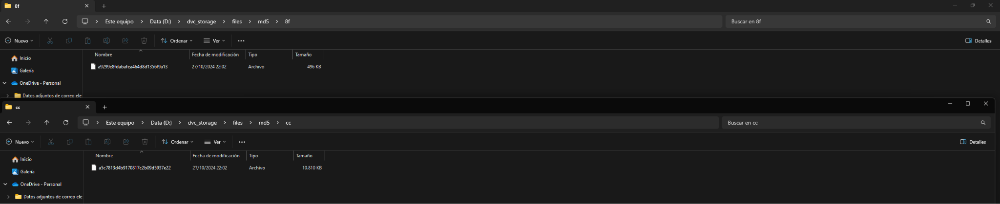 8f
Este equipo > Data (D:) > dvc_storage > files > md5 > 8f
Buscar en 8f
Nuevo Ordenar Ver ... Detalles
Nombre Fecha de modificación Tipo Tamaño
Inicio
a9299e8fdabafea464d8d1356f9a13 27/10/2024 22:02 Archivo 496 KB
Galería
OneDrive - Personal
Datos adjuntos de correo ele
cc
Este equipo > Data (D:) > dvc_storage > files > md5 > cc
Buscar en cc
Nuevo Ordenar Ver ... Detalles
Nombre Fecha de modificación Tipo Tamaño
Inicio
a5c7813d4b9170817c2b09d5937e22 27/10/2024 22:02 Archivo 10.810 KB
Galería
OneDrive - Personal
Datos adjuntos de correo ele